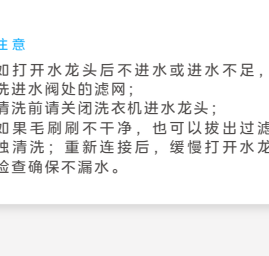 注意
如打开水龙头后不进水或进水不足，
洗进水阀处的滤网；
清洗前请关闭洗衣机进水龙头；
如果毛刷刷不干净，也可以拔出过滤
独清洗；重新连接后，缓慢打开水龙
检查确保不漏水。